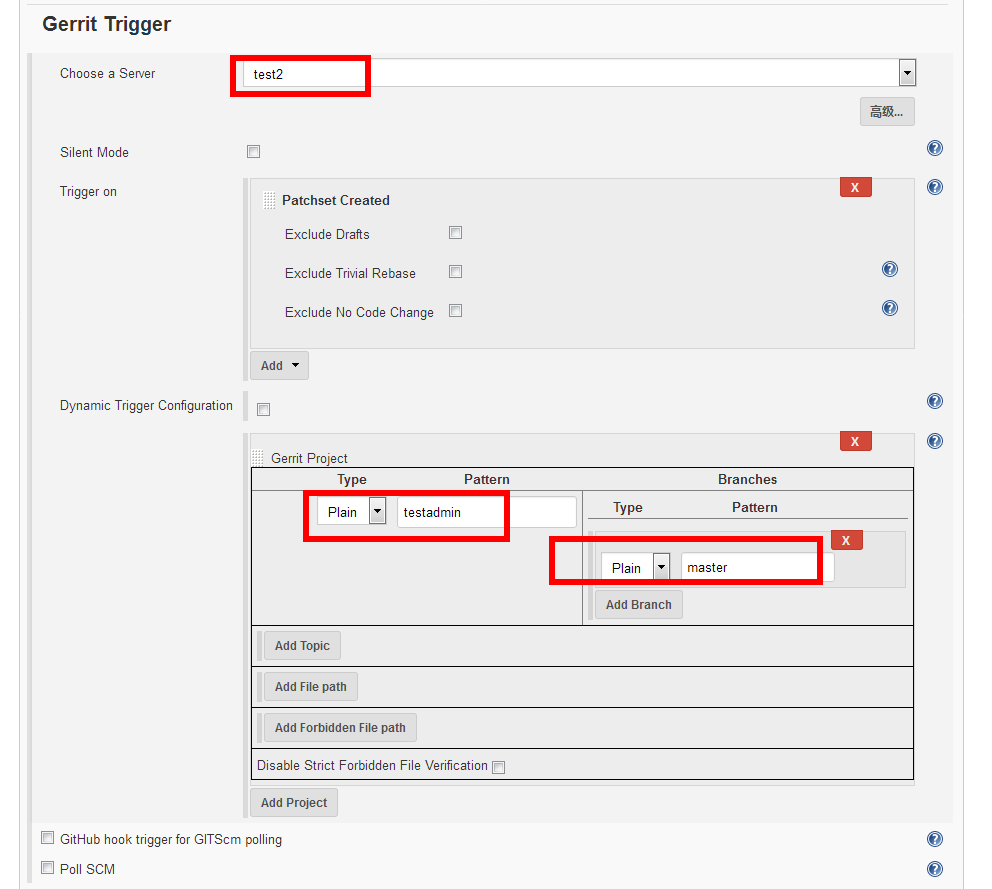 Gerrit Trigger
Choose a Server
test2
高级...
Silent Mode
Trigger on
X
Patchset Created
Exclude Drafts
Exclude Trivial Rebase
Exclude No Code Change
Add
Dynamic Trigger Configuration
X
Gerrit Project
Type Pattern Branches
Plain testadmin
Type Pattern
X
Plain master
Add Branch
Add Topic
Add File path
Add Forbidden File path
Disable Strict Forbidden File Verification
Add Project
GitHub hook trigger for GITScm polling
Poll SCM